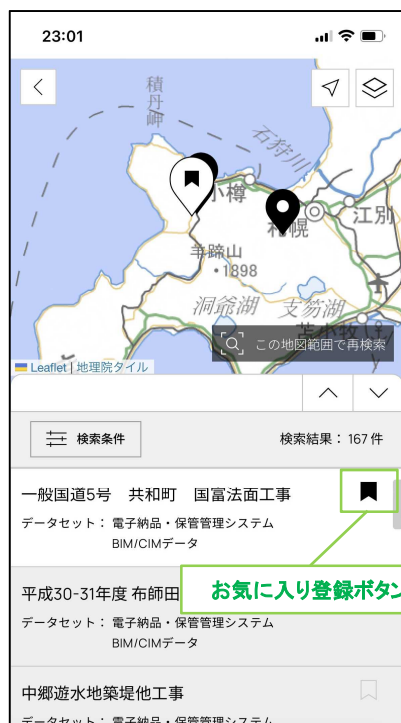 23:01
積丹岬
石狩川
小樽
札幌
江別
羊蹄山
・1898
洞爺湖
支笏湖
苫小牧
この地図範囲で再検索
Leaflet | 地理院タイル
検索条件
検索結果： 167 件
一般国道5号　共和町　国富法面工事
データセット： 電子納品・保管管理システム
BIM/CIMデータ
平成30-31年度 布師田
お気に入り登録ボタン
データセット： 電子納品・保管管理システム
BIM/CIMデータ
中郷遊水地築堤他工事
データセット： 電子納品・保管管理システム